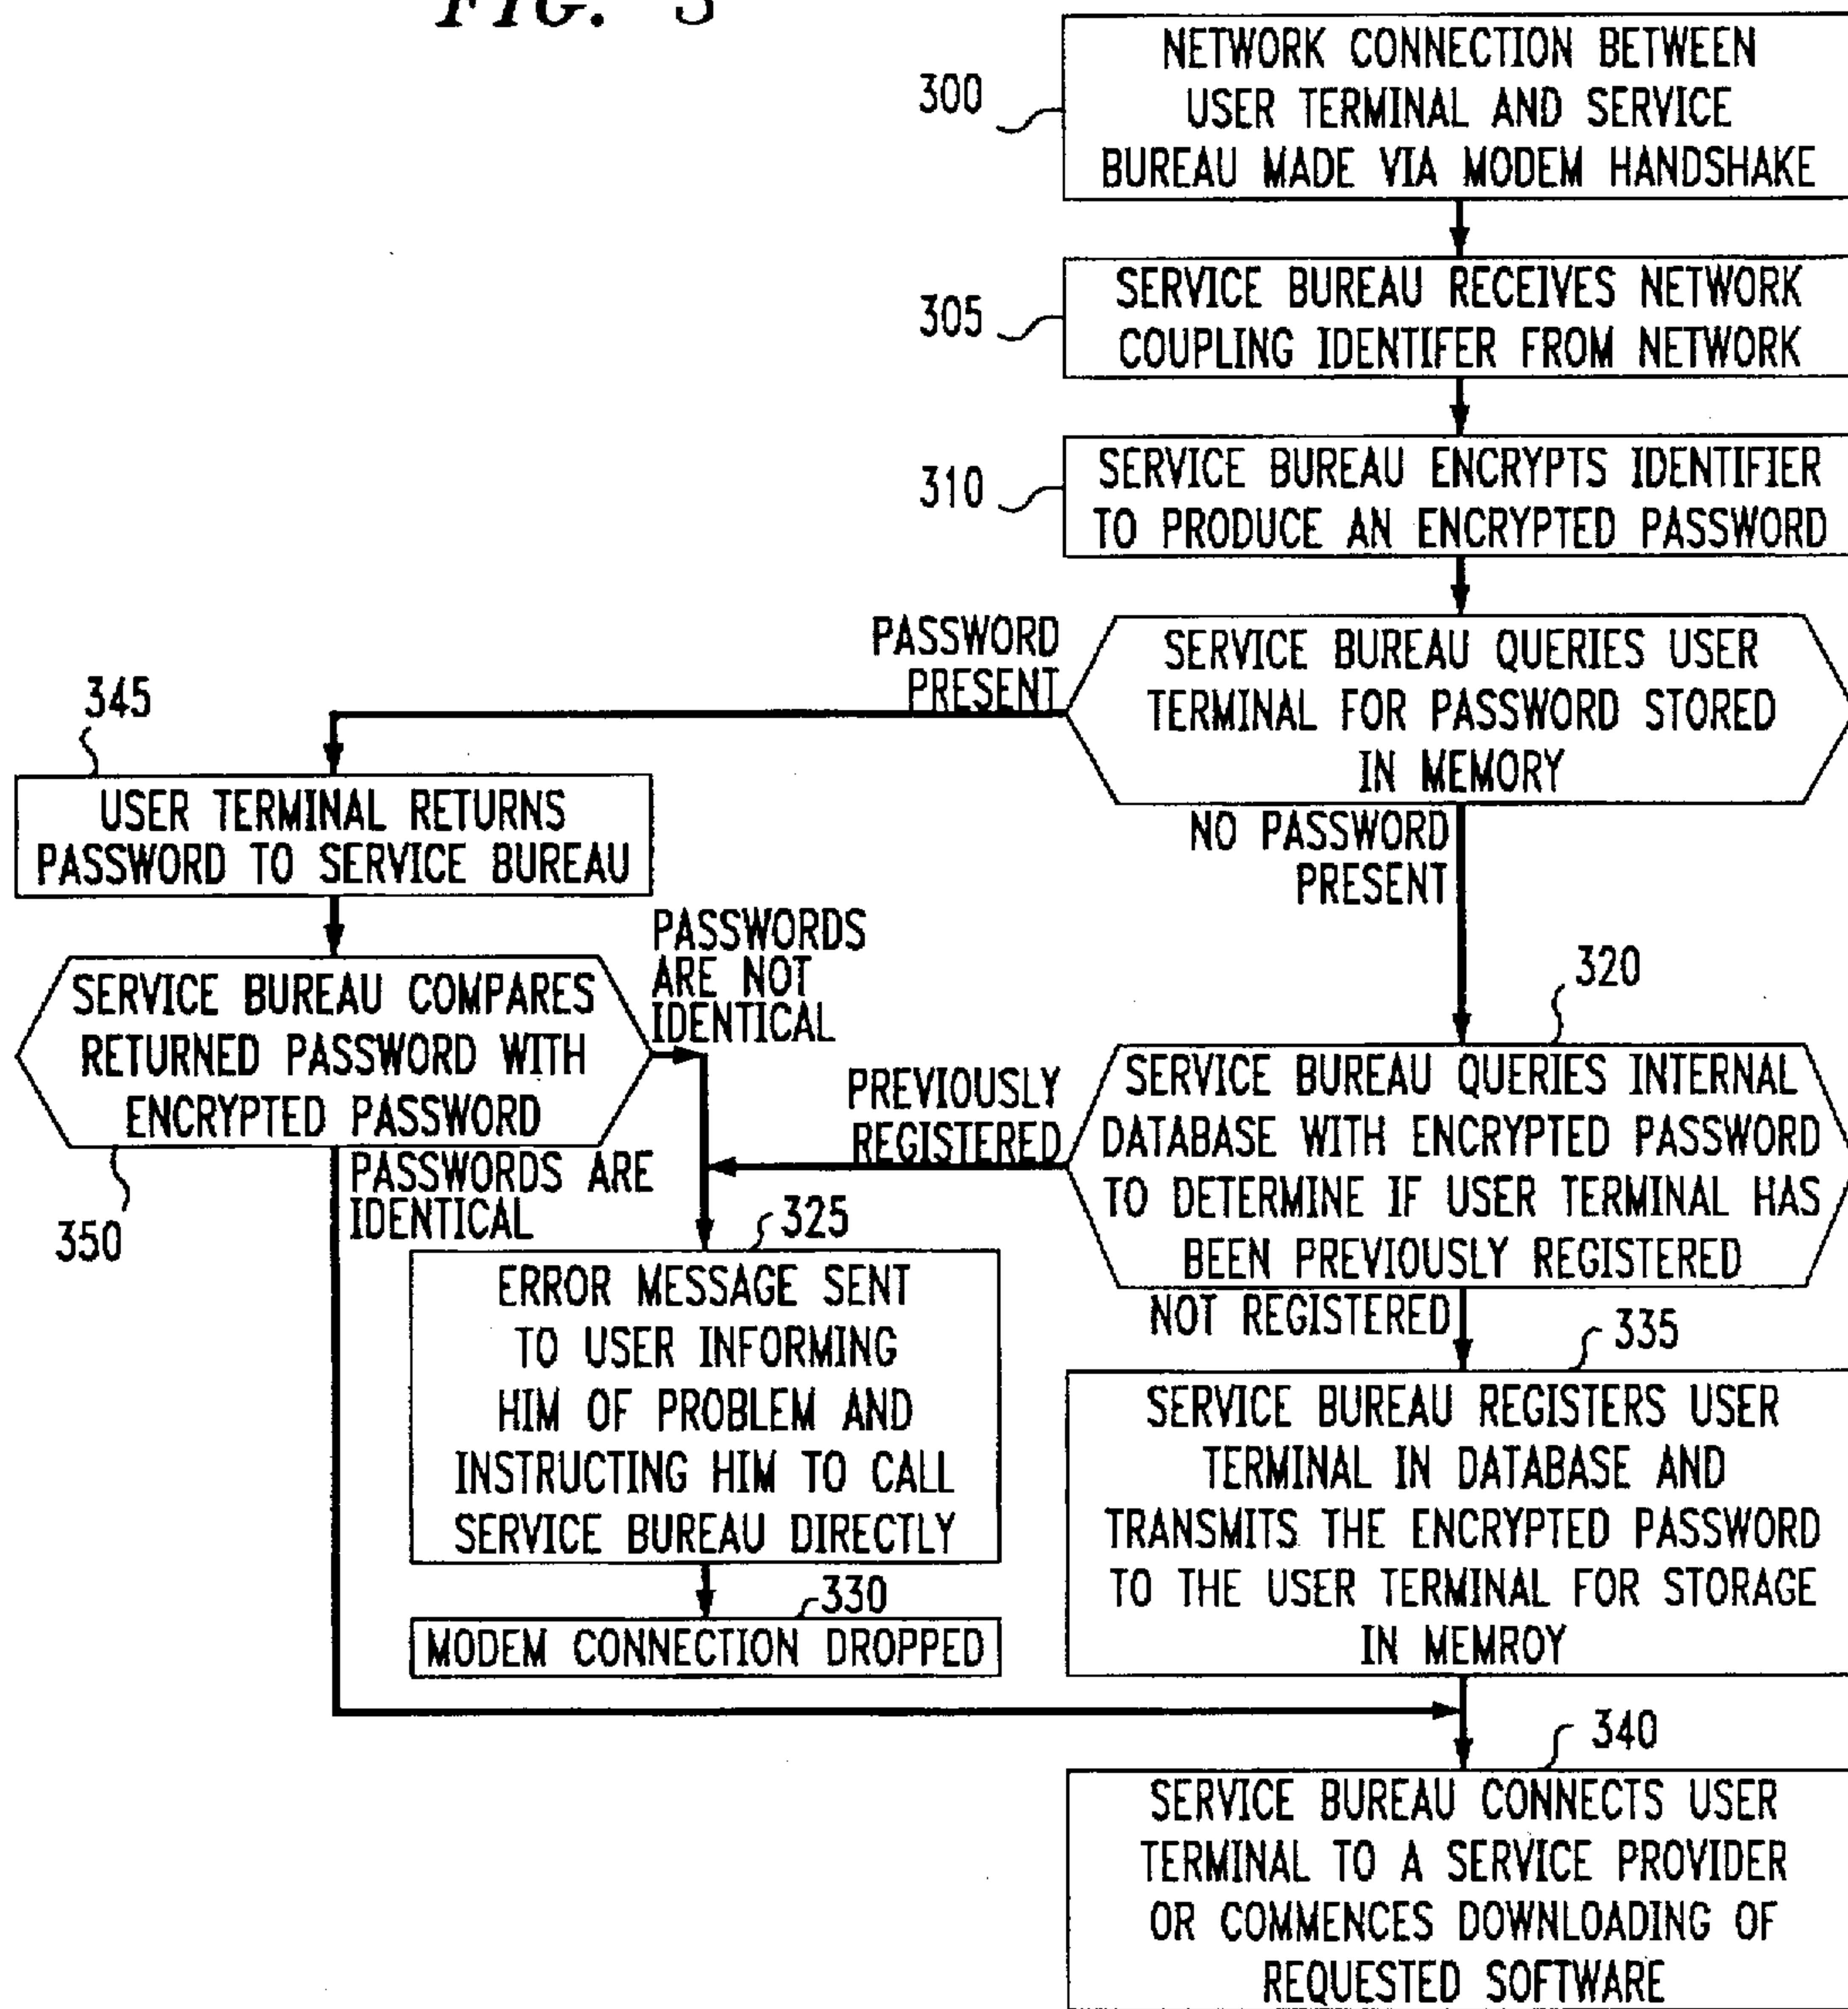 FIG. 3
NETWORK CONNECTION BETWEEN
USER TERMINAL AND SERVICE
BUREAU MADE VIA MODEM HANDSHAKE
300
SERVICE BUREAU RECEIVES NETWORK
COUPLING IDENTIFER FROM NETWORK
305
SERVICE BUREAU ENCRYPTS IDENTIFIER
TO PRODUCE AN ENCRYPTED PASSWORD
310
SERVICE BUREAU QUERIES USER
TERMINAL FOR PASSWORD STORED
IN MEMORY
PASSWORD
PRESENT
345
USER TERMINAL RETURNS
PASSWORD TO SERVICE BUREAU
NO PASSWORD
PRESENT
SERVICE BUREAU COMPARES
RETURNED PASSWORD WITH
ENCRYPTED PASSWORD
350
PASSWORDS
ARE NOT
IDENTICAL
PASSWORDS ARE
IDENTICAL
320
SERVICE BUREAU QUERIES INTERNAL
DATABASE WITH ENCRYPTED PASSWORD
TO DETERMINE IF USER TERMINAL HAS
BEEN PREVIOUSLY REGISTERED
PREVIOUSLY
REGISTERED
325
ERROR MESSAGE SENT
TO USER INFORMING
HIM OF PROBLEM AND
INSTRUCTING HIM TO CALL
SERVICE BUREAU DIRECTLY
330
MODEM CONNECTION DROPPED
NOT REGISTERED
335
SERVICE BUREAU REGISTERS USER
TERMINAL IN DATABASE AND
TRANSMITS THE ENCRYPTED PASSWORD
TO THE USER TERMINAL FOR STORAGE
IN MEMROY
340
SERVICE BUREAU CONNECTS USER
TERMINAL TO A SERVICE PROVIDER
OR COMMENCES DOWNLOADING OF
REQUESTED SOFTWARE